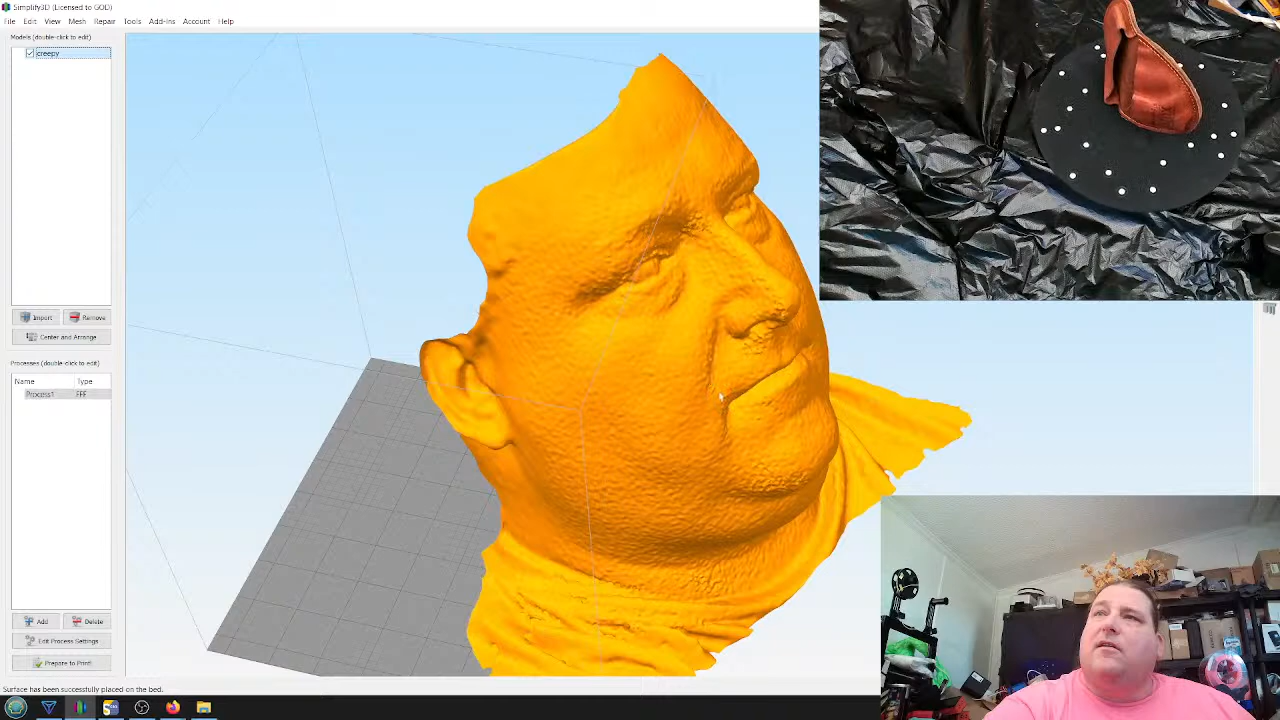 Simplify3D (Licensed to GOD)
File Edit View Mesh Repair Tools Add-Ins Account Help
Models (double-click to edit)
creepy
Import Remove
Center and Arrange
Processes (double-click to edit)
Name Type
Process1 FFF
Add Delete
Edit Process Settings
Prepare to Print!
Surface has been successfully placed on the bed.